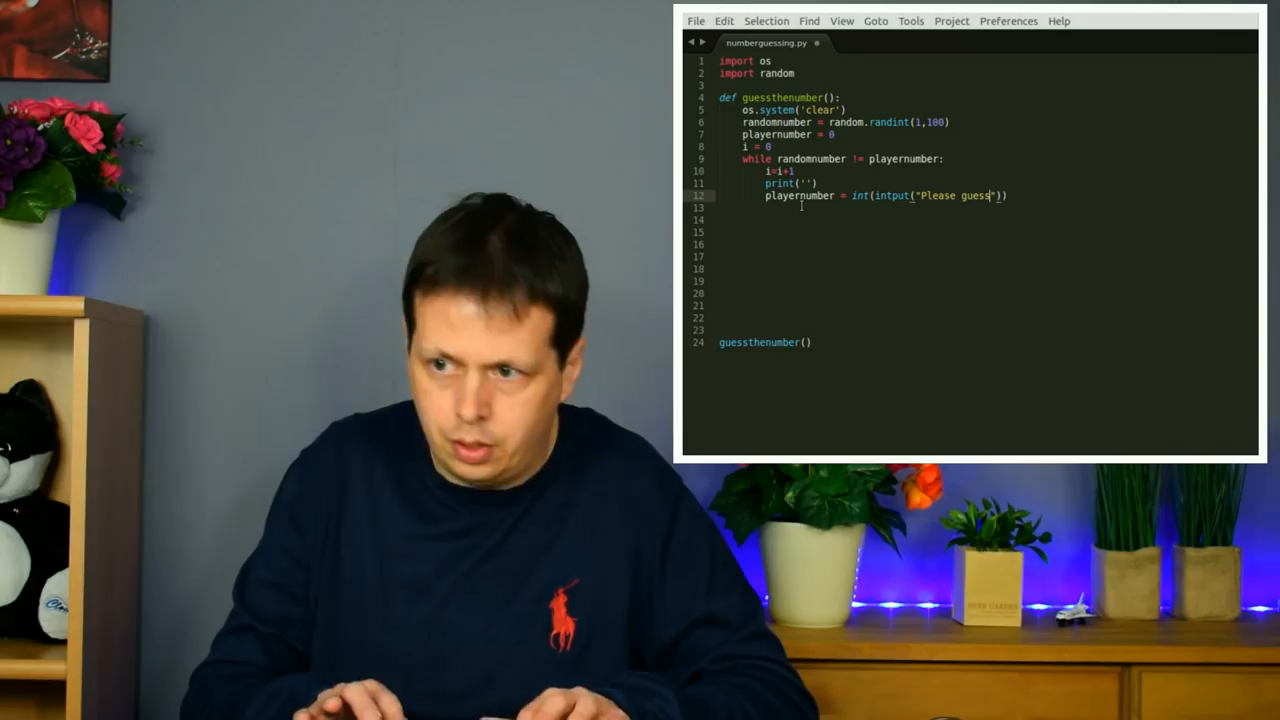 File Edit Selection Find View Goto Tools Project Preferences Help
numberguessing.py
1 import os
2 import random
3
4 def guessthenumber():
5 os.system('clear')
6 randomnumber = random.randint(1,100)
7 playernumber = 0
8 i = 0
9 while randomnumber != playernumber:
10 i=i+1
11 print('')
12 playernumber = int(intput("Please guess"))
13
14
15
16
17
18
19
20
21
22
23
24 guessthenumber()
HERB GARDEN